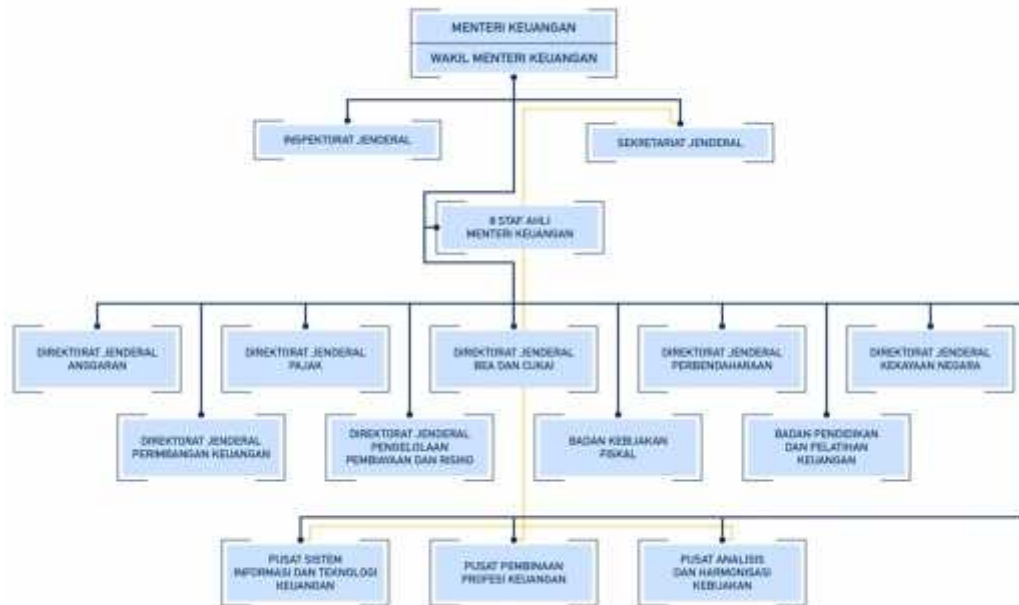 MENTERI KEUANGAN
WAKIL MENTERI KEUANGAN
INSPEKTORAT JENDERAL
SEKRETARIAT JENDERAL
8 STAF AHLI
MENTERI KEUANGAN
DIREKTORAT JENDERAL
ANGGARAN
DIREKTORAT JENDERAL
PAJAK
DIREKTORAT JENDERAL
BEA DAN CUKAI
DIREKTORAT JENDERAL
PERBENDAHARAAN
DIREKTORAT JENDERAL
KEKAYAAN NEGARA
DIREKTORAT JENDERAL
PERIMBANGAN KEUANGAN
DIREKTORAT JENDERAL
PENGELOLAAN
PEMBIAYAAN DAN RISIKO
BADAN KEBIJAKAN
FISKAL
BADAN PENDIDIKAN
DAN PELATIHAN
KEUANGAN
PUSAT SISTEM
INFORMASI DAN TEKNOLOGI
KEUANGAN
PUSAT PEMBINAAN
PROFESI KEUANGAN
PUSAT ANALISIS
DAN HARMONISASI
KEBIJAKAN